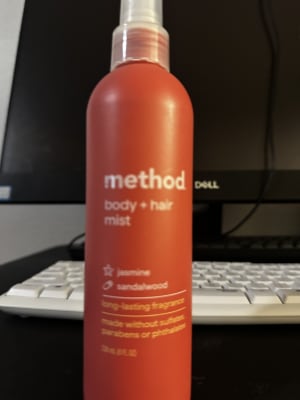 method
DELL
body + hair
mist
jasmine
sandalwood
long-lasting fragrance
made without sulfates,
parabens or phthalates